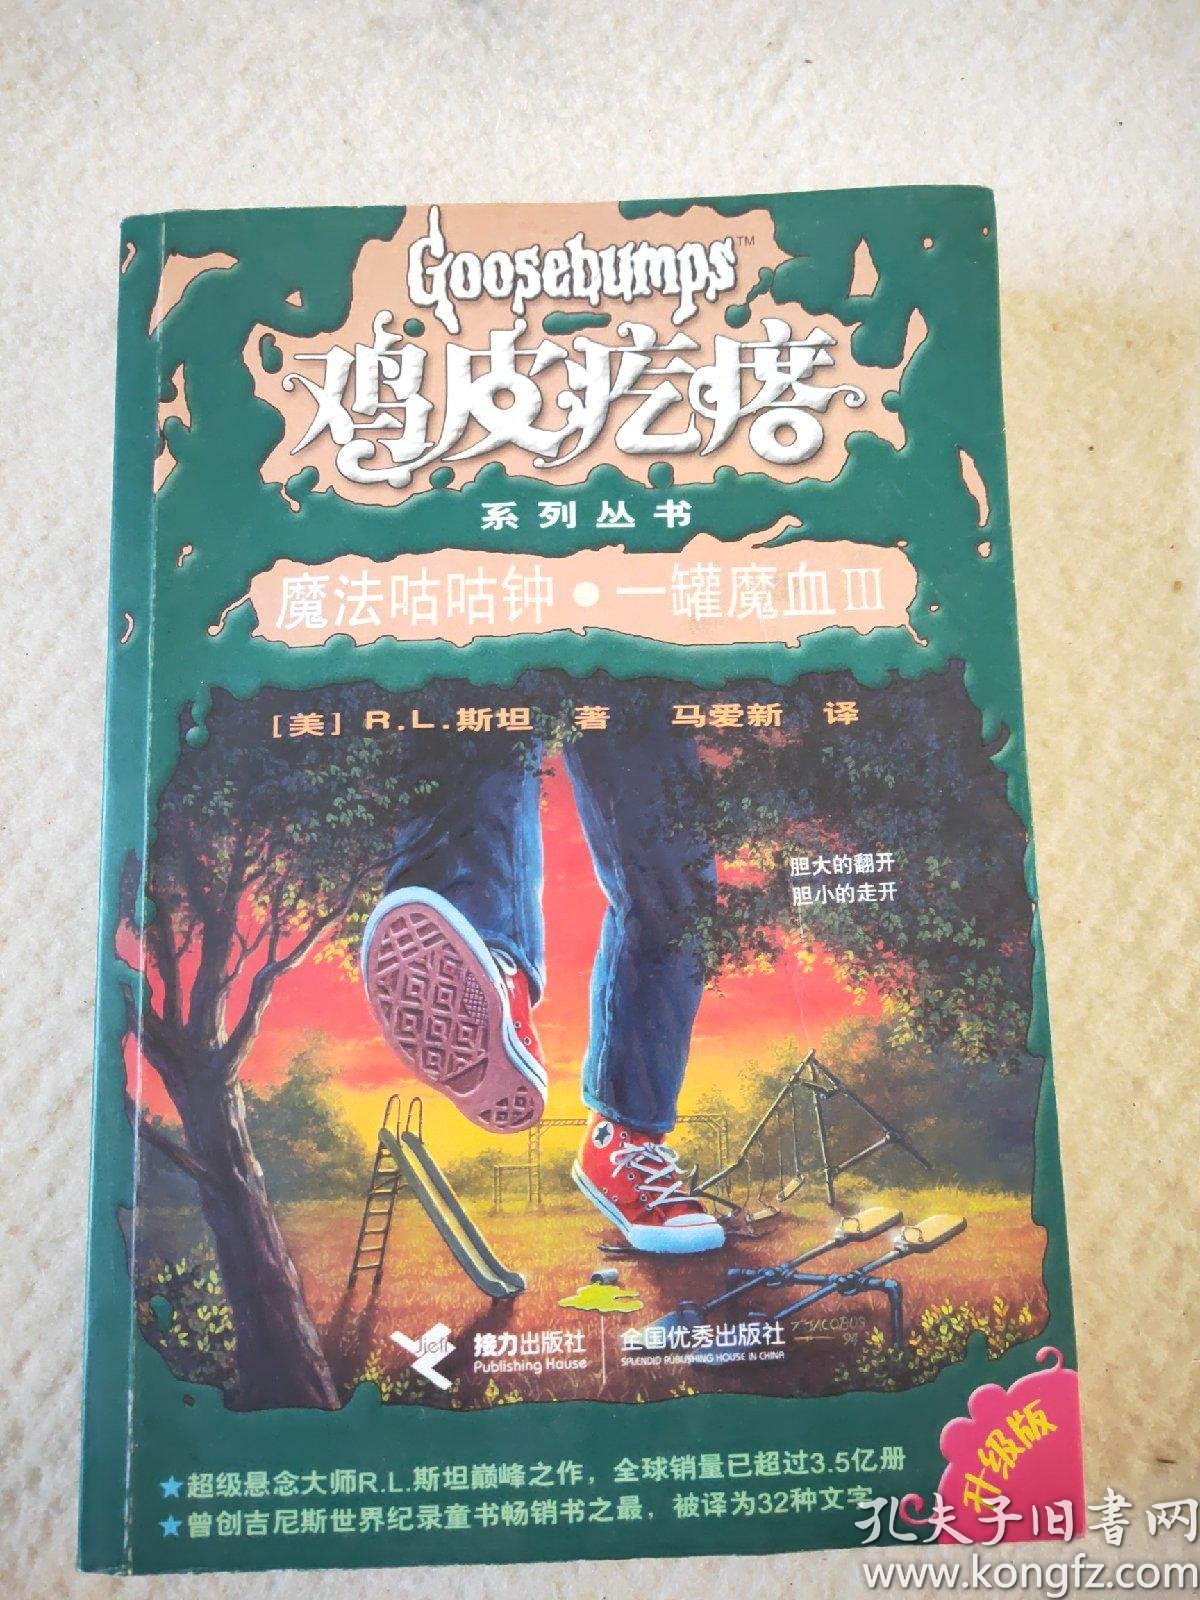 Goosebumps™
鸡皮疙瘩
系列丛书
魔法咕咕钟·一罐魔血III
[美] R.L.斯坦 著 马爱新 译
胆大的翻开
胆小的走开
T JACOBUS
Jieli 接力出版社 全国优秀出版社
Publishing House SPLENDID PUBLISHING HOUSE IN CHINA
升级版
★超级悬念大师R.L.斯坦巅峰之作，全球销量已超过3.5亿册
★曾创吉尼斯世界纪录童书畅销书之最，被译为32种文字
孔夫子旧书网
www.kongfz.com